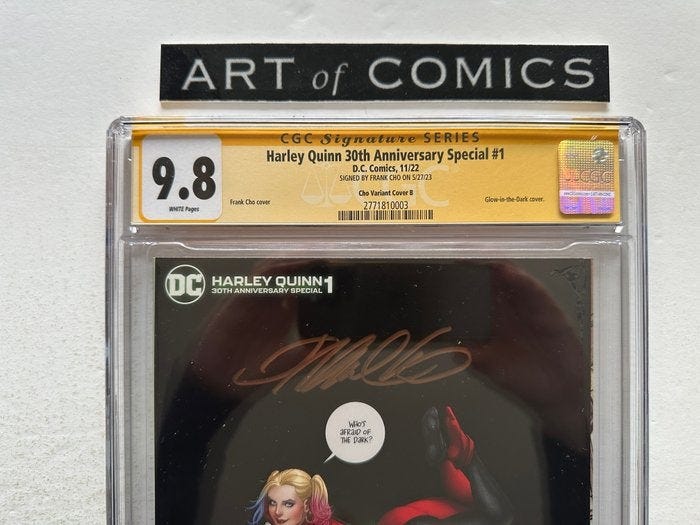 ART of COMICS
CGC Signature SERIES
9.8
WHITE Pages
Harley Quinn 30th Anniversary Special #1
D.C. Comics, 11/22
SIGNED BY FRANK CHO ON 5/27/23
Cho Variant Cover B
Frank Cho cover
Glow-in-the-Dark cover.
2771810003
CGC
DC
HARLEY QUINN 1
30TH ANNIVERSARY SPECIAL
WHO'S
AFRAID OF
THE DARK?